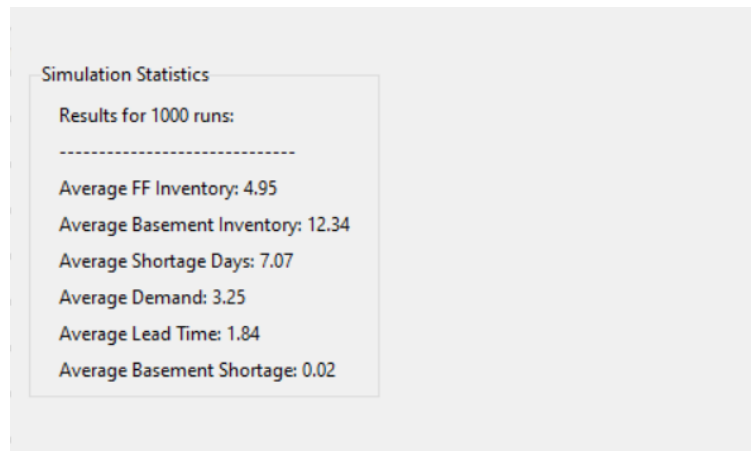 Simulation Statistics
Results for 1000 runs:
------------------------------
Average FF Inventory: 4.95
Average Basement Inventory: 12.34
Average Shortage Days: 7.07
Average Demand: 3.25
Average Lead Time: 1.84
Average Basement Shortage: 0.02